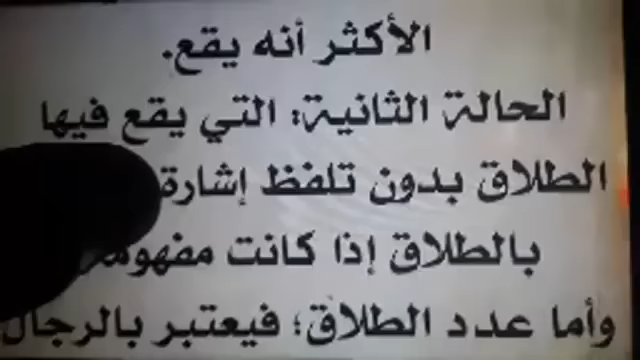 الأكثر أنه يقع.
الحالة الثانية: التي يقع فيها
الطلاق بدون تلفظ إشارة
بالطلاق إذا كانت
وأما عدد الطلاق؛ فيعتبر بالرجال